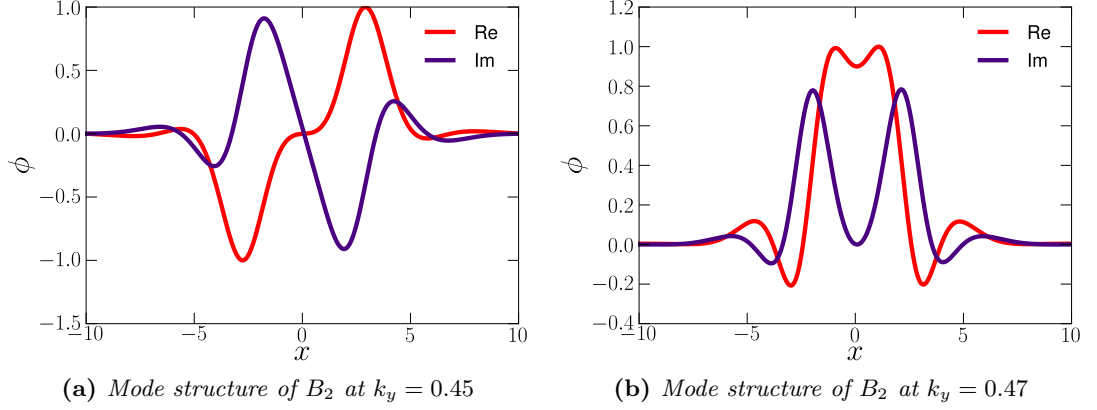 1.0
0.5
0.0
−0.5
−1.0
−1.5
ϕ
−10
−5
0
5
10
x
Re
Im
(a) Mode structure of B₂ at k_y = 0.45
1.2
1.0
0.8
0.6
0.4
0.2
0.0
−0.2
−0.4
ϕ
−10
−5
0
5
10
x
Re
Im
(b) Mode structure of B₂ at k_y = 0.47